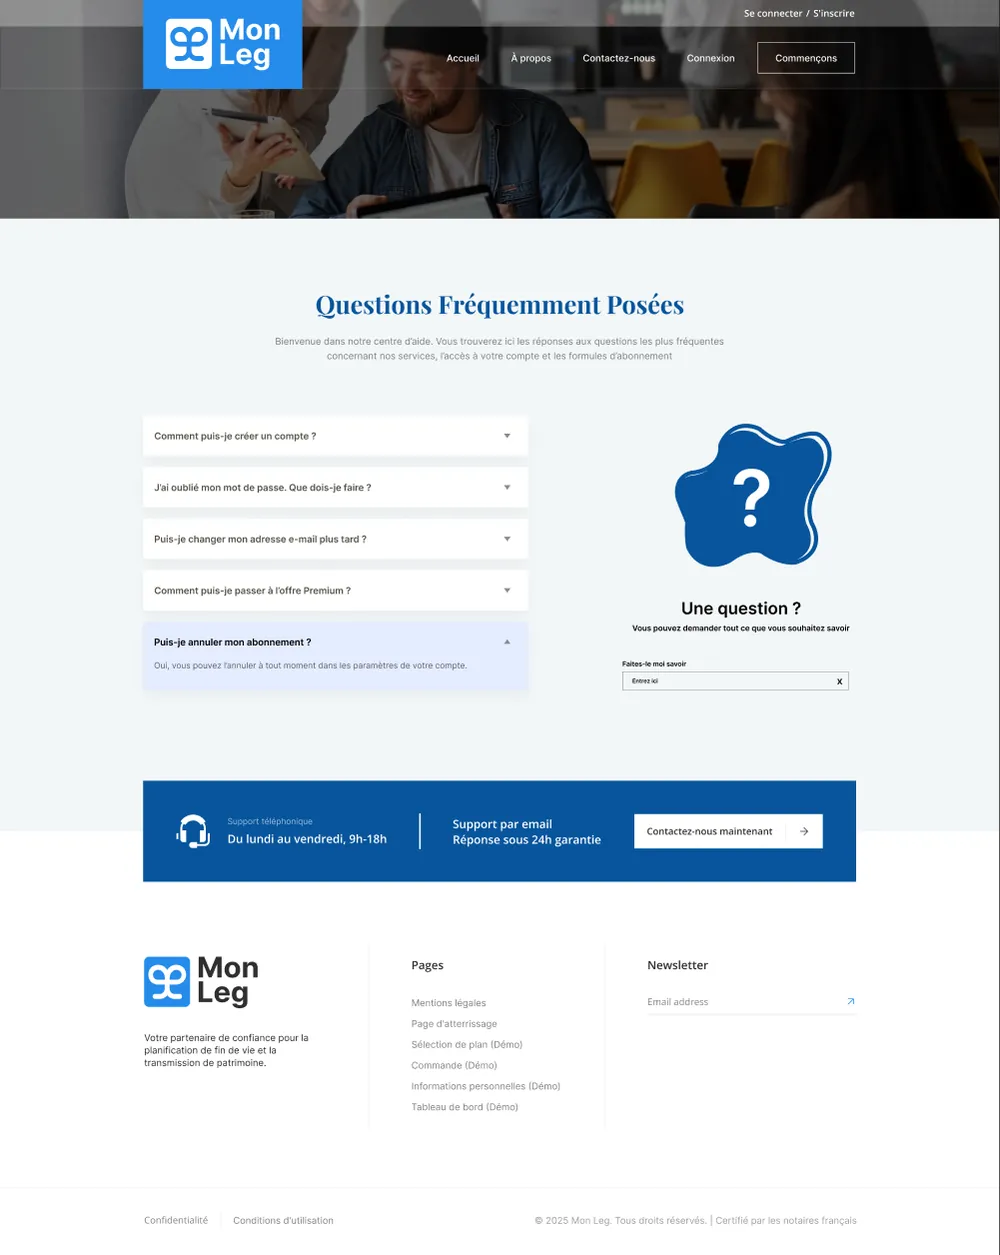 Se connecter / S'inscrire
Mon
Leg
Accueil
À propos
Contactez-nous
Connexion
Commençons
Questions Fréquemment Posées
Bienvenue dans notre centre d'aide. Vous trouverez ici les réponses aux questions les plus fréquentes
concernant nos services, l'accès à votre compte et les formules d'abonnement
Comment puis-je créer un compte ?
J'ai oublié mon mot de passe. Que dois-je faire ?
Puis-je changer mon adresse e-mail plus tard ?
Comment puis-je passer à l'offre Premium ?
Puis-je annuler mon abonnement ?
Oui, vous pouvez l'annuler à tout moment dans les paramètres de votre compte.
?
Une question ?
Vous pouvez demander tout ce que vous souhaitez savoir
Faites-le moi savoir
Entrez ici
X
Support téléphonique
Du lundi au vendredi, 9h-18h
Support par email
Réponse sous 24h garantie
Contactez-nous maintenant
Mon
Leg
Votre partenaire de confiance pour la
planification de fin de vie et la
transmission de patrimoine.
Pages
Mentions légales
Page d'atterrissage
Sélection de plan (Démo)
Commande (Démo)
Informations personnelles (Démo)
Tableau de bord (Démo)
Newsletter
Email address
Confidentialité
Conditions d'utilisation
© 2025 Mon Leg. Tous droits réservés. | Certifié par les notaires français